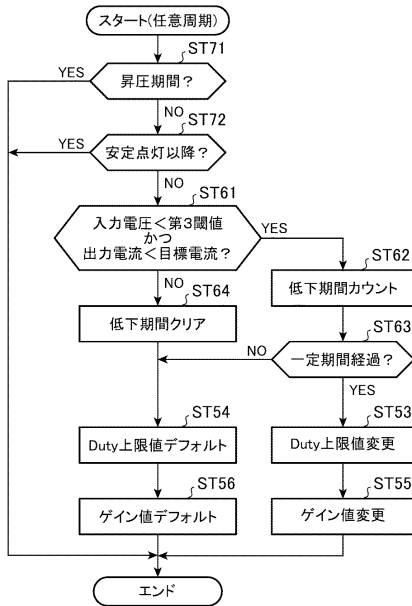 スタート(任意周期)
ST71
昇圧期間？
YES
NO
ST72
安定点灯以降？
YES
NO
ST61
入力電圧＜第3閾値
かつ
出力電流＜目標電流？
YES
NO
ST62
低下期間カウント
ST64
低下期間クリア
ST63
一定期間経過？
NO
YES
ST54
Duty上限値デフォルト
ST53
Duty上限値変更
ST56
ゲイン値デフォルト
ST55
ゲイン値変更
エンド